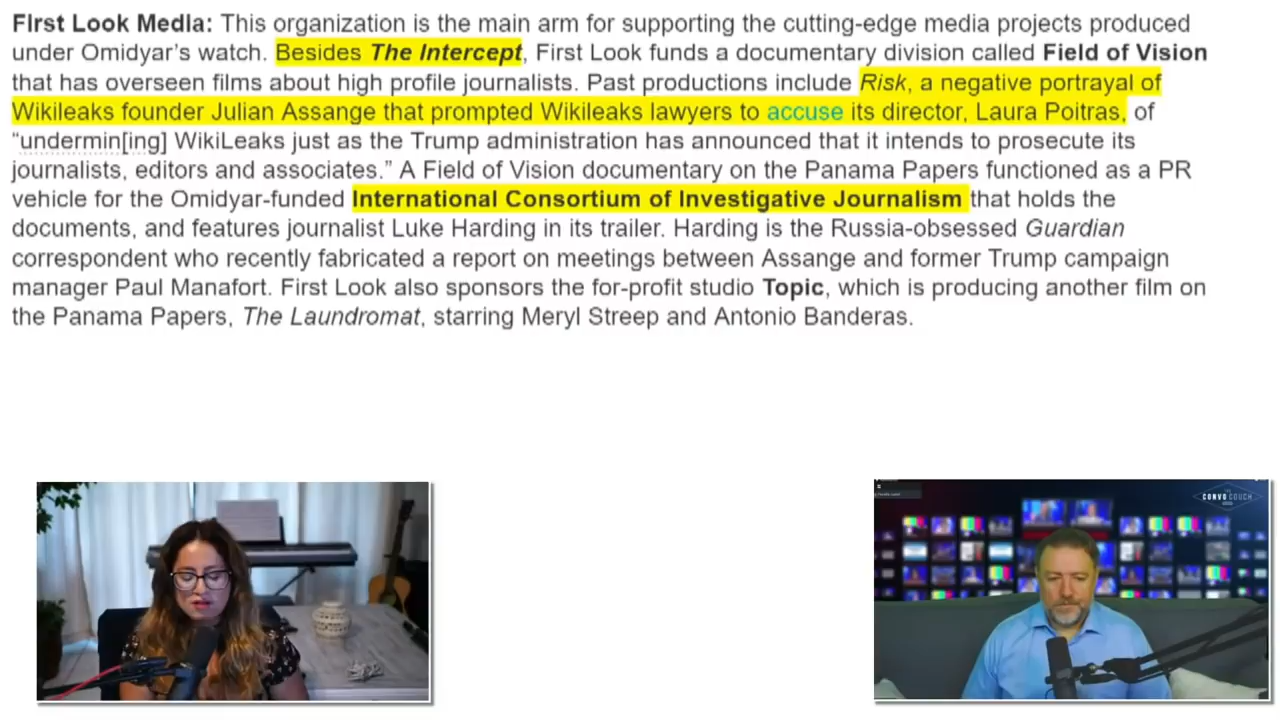 FIrst Look Media: This organization is the main arm for supporting the cutting-edge media projects produced
under Omidyar's watch. Besides The Intercept, First Look funds a documentary division called Field of Vision
that has overseen films about high profile journalists. Past productions include Risk, a negative portrayal of
Wikileaks founder Julian Assange that prompted Wikileaks lawyers to accuse its director, Laura Poitras, of
“undermin[ing] WikiLeaks just as the Trump administration has announced that it intends to prosecute its
journalists, editors and associates.” A Field of Vision documentary on the Panama Papers functioned as a PR
vehicle for the Omidyar-funded International Consortium of Investigative Journalism that holds the
documents, and features journalist Luke Harding in its trailer. Harding is the Russia-obsessed Guardian
correspondent who recently fabricated a report on meetings between Assange and former Trump campaign
manager Paul Manafort. First Look also sponsors the for-profit studio Topic, which is producing another film on
the Panama Papers, The Laundromat, starring Meryl Streep and Antonio Banderas.
THE
CONVO COUCH